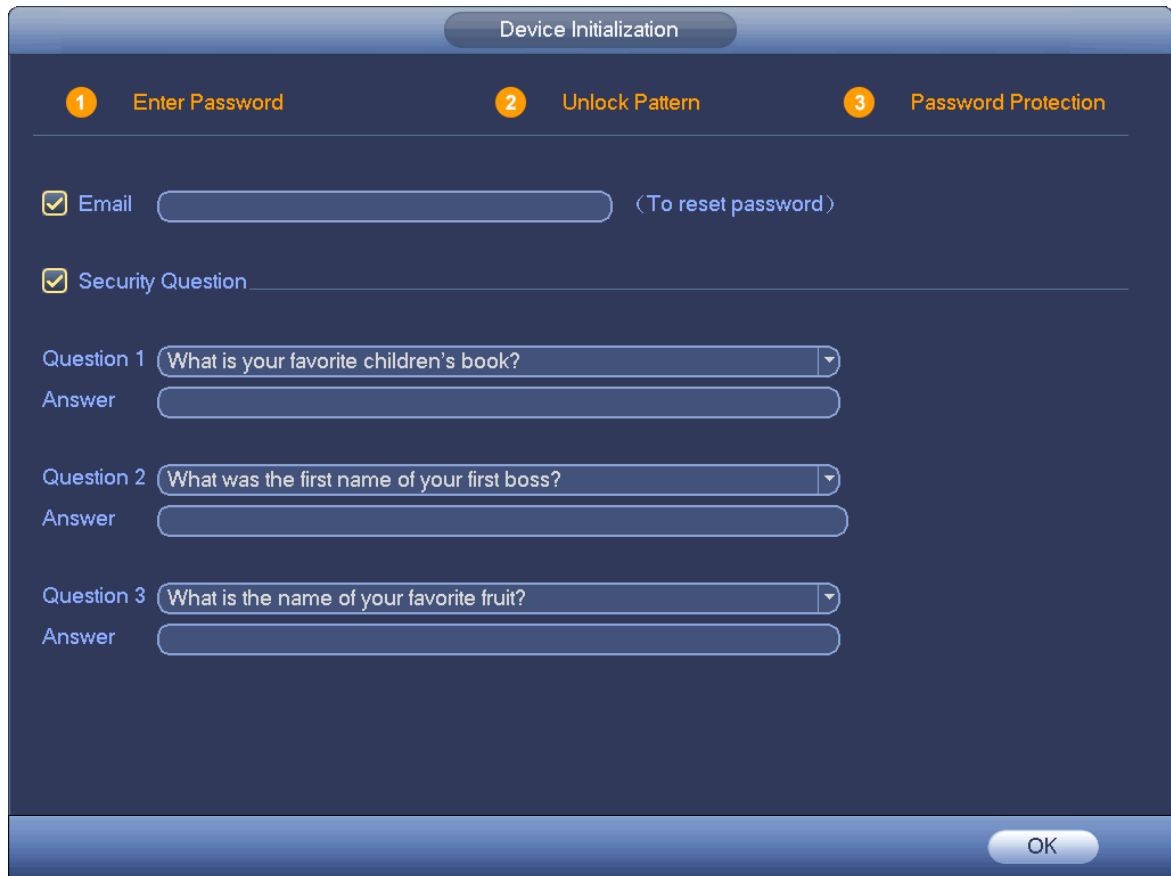 Device Initialization
1 Enter Password 2 Unlock Pattern 3 Password Protection
Email （To reset password）
Security Question
Question 1 What is your favorite children's book?
Answer
Question 2 What was the first name of your first boss?
Answer
Question 3 What is the name of your favorite fruit?
Answer
OK